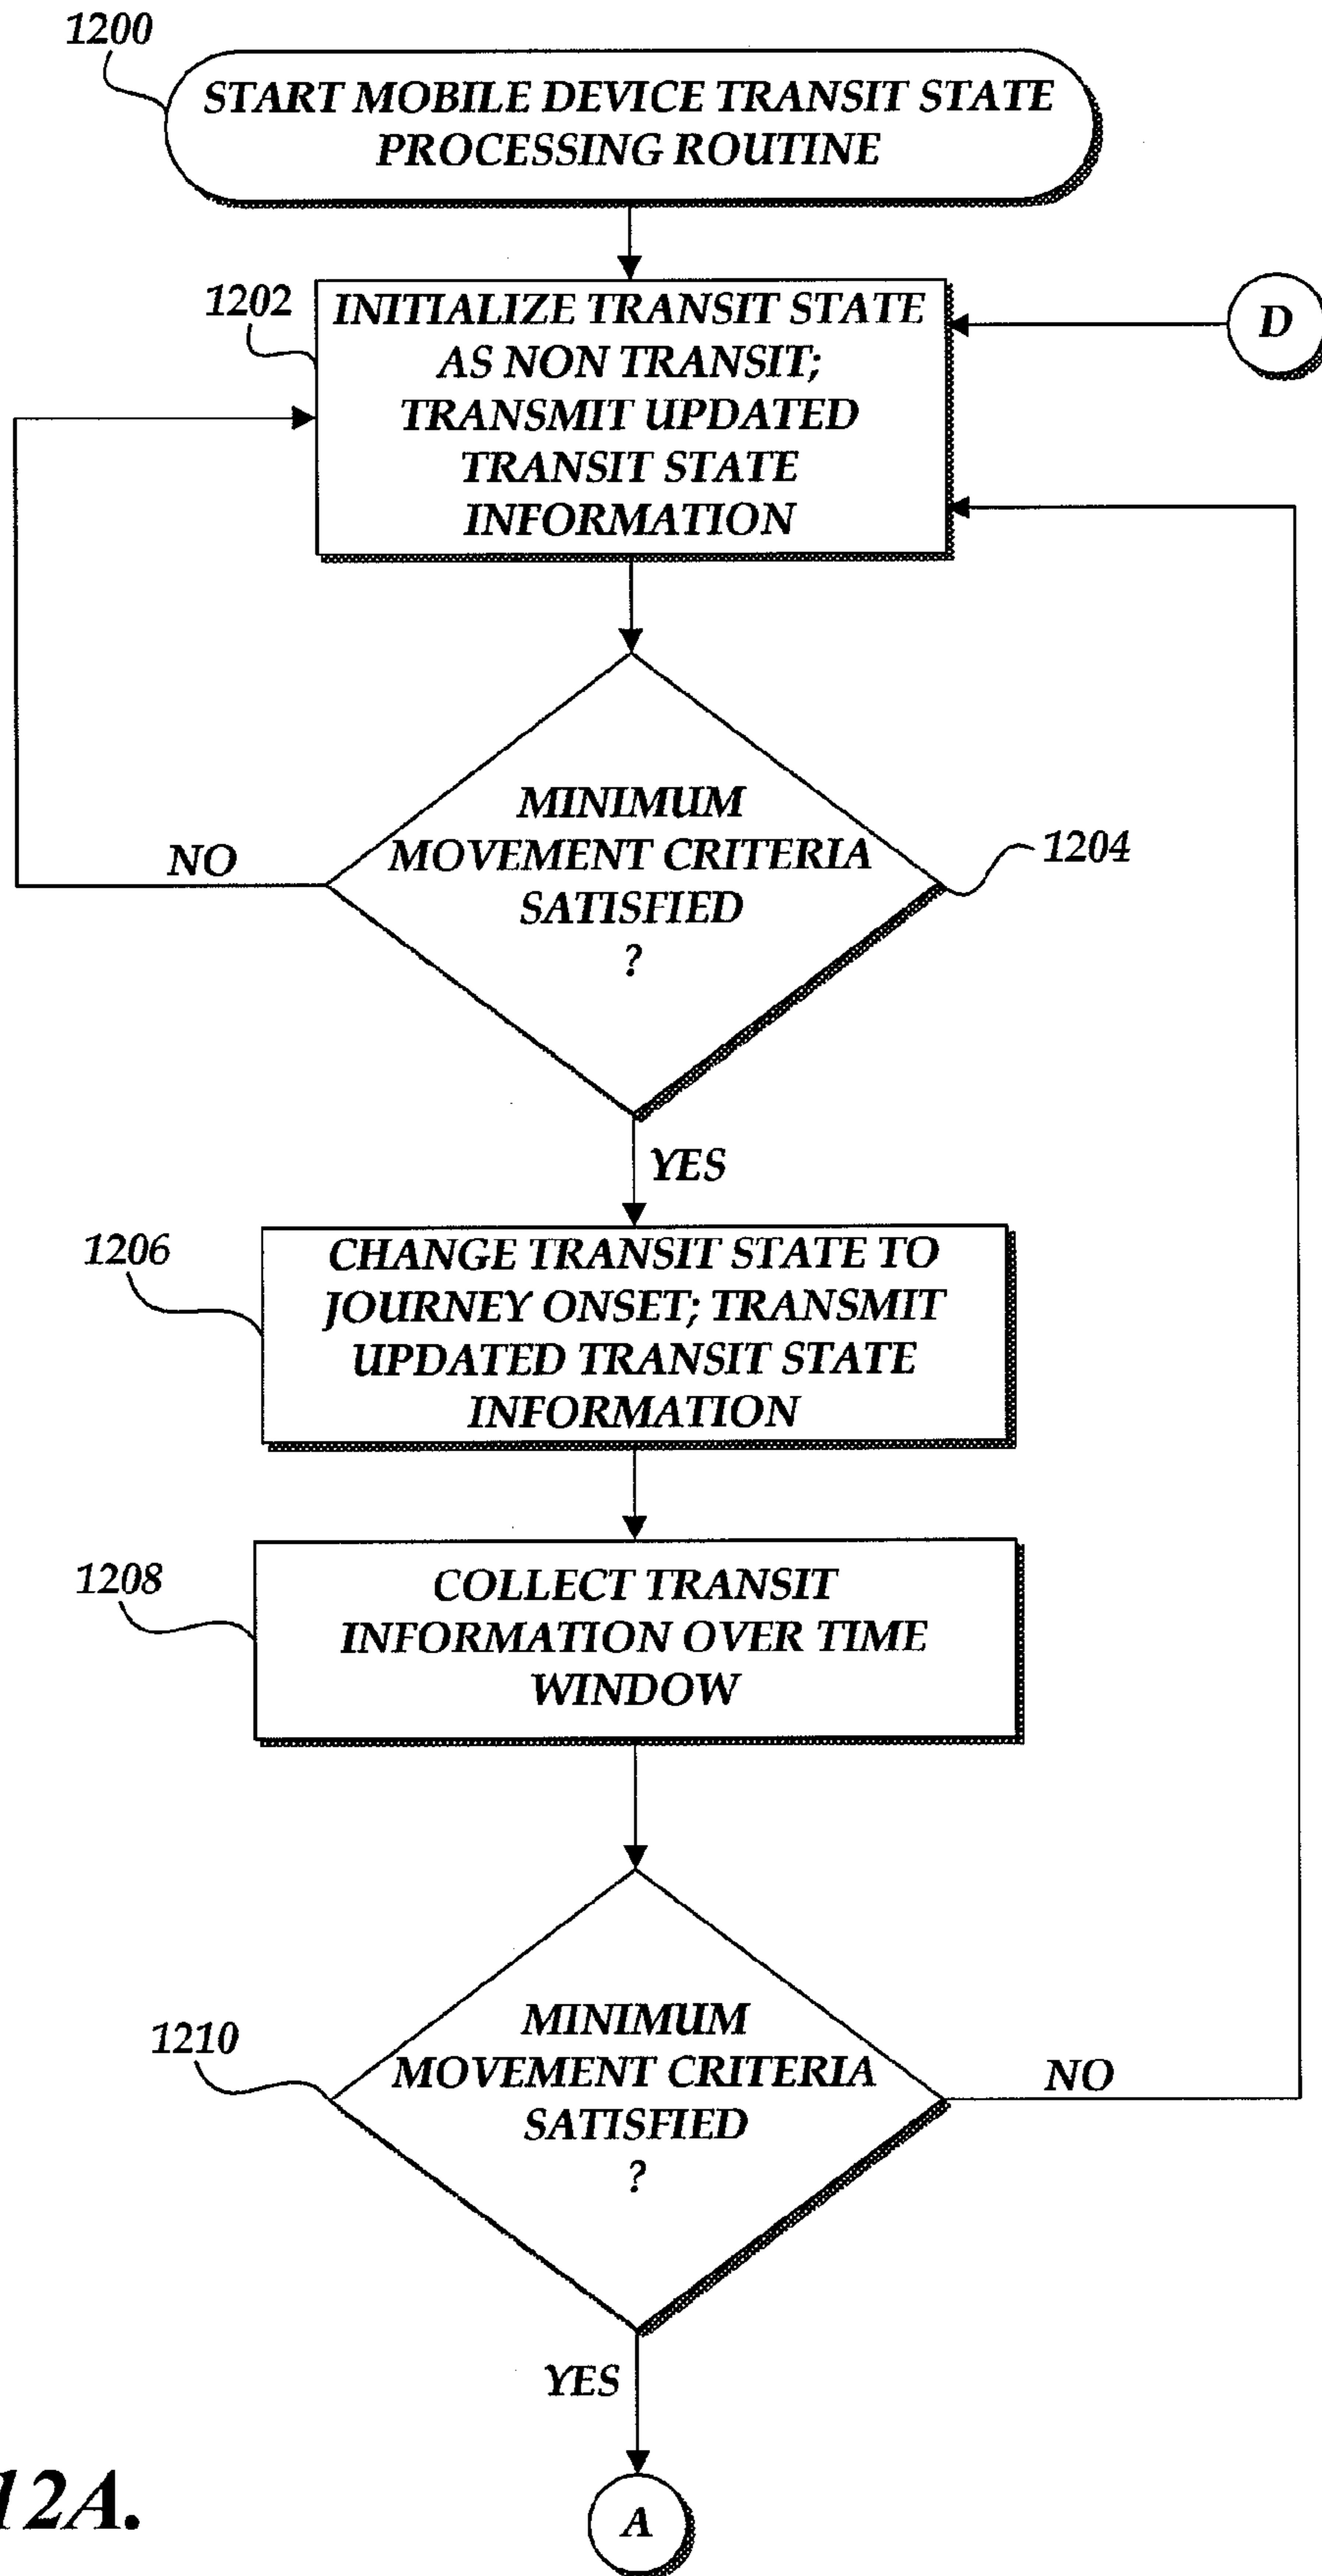 1200
START MOBILE DEVICE TRANSIT STATE
PROCESSING ROUTINE
1202
INITIALIZE TRANSIT STATE
AS NON TRANSIT;
TRANSMIT UPDATED
TRANSIT STATE
INFORMATION
D
MINIMUM
MOVEMENT CRITERIA
SATISFIED
?
NO
1204
YES
1206
CHANGE TRANSIT STATE TO
JOURNEY ONSET; TRANSMIT
UPDATED TRANSIT STATE
INFORMATION
1208
COLLECT TRANSIT
INFORMATION OVER TIME
WINDOW
1210
MINIMUM
MOVEMENT CRITERIA
SATISFIED
?
NO
YES
A
12A.